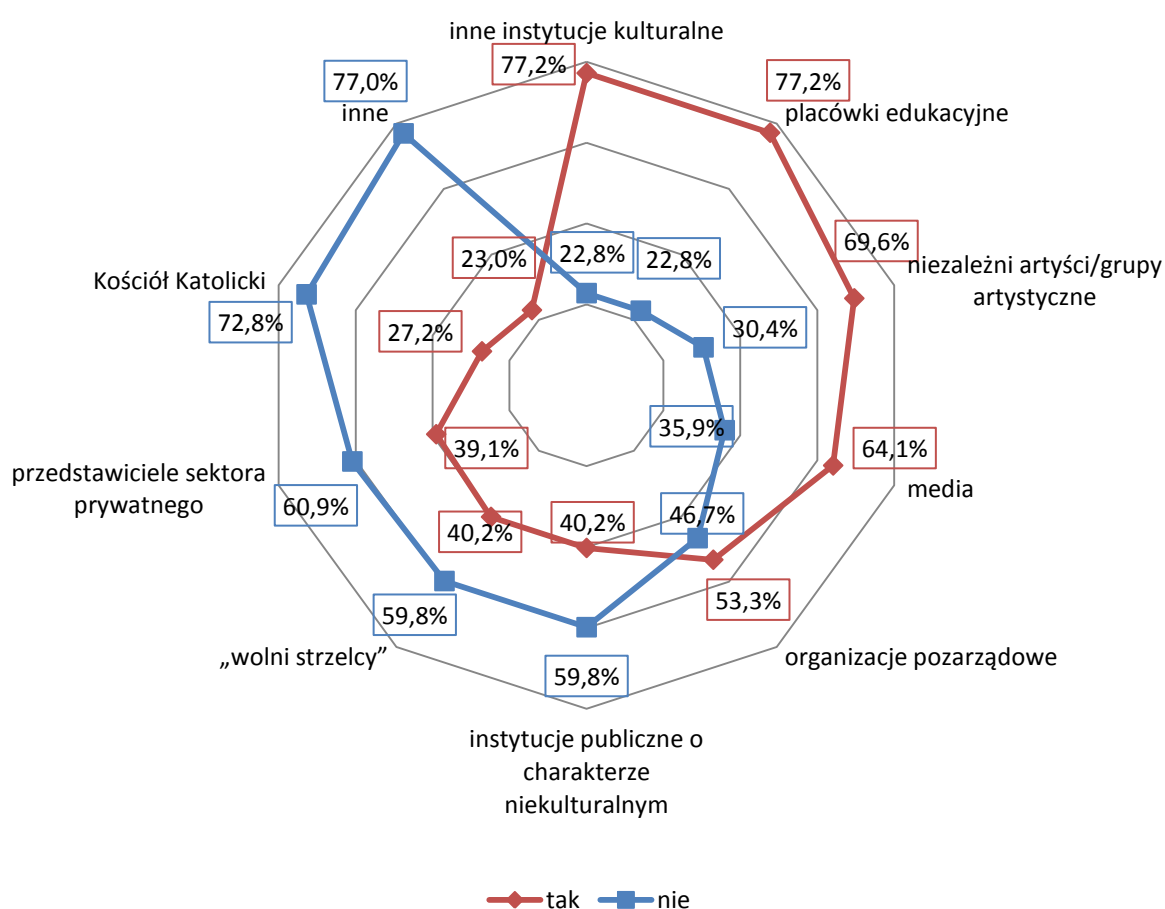 inne instytucje kulturalne
77,2%
77,0%
77,2%
inne
placówki edukacyjne
69,6%
23,0%
22,8%
22,8%
niezależni artyści/grupy
artystyczne
Kościół Katolicki
72,8%
27,2%
30,4%
35,9%
39,1%
64,1%
przedstawiciele sektora
prywatnego
60,9%
media
40,2%
40,2%
46,7%
53,3%
59,8%
„wolni strzelcy”
59,8%
organizacje pozarządowe
instytucje publiczne o
charakterze
niekulturalnym
tak
nie